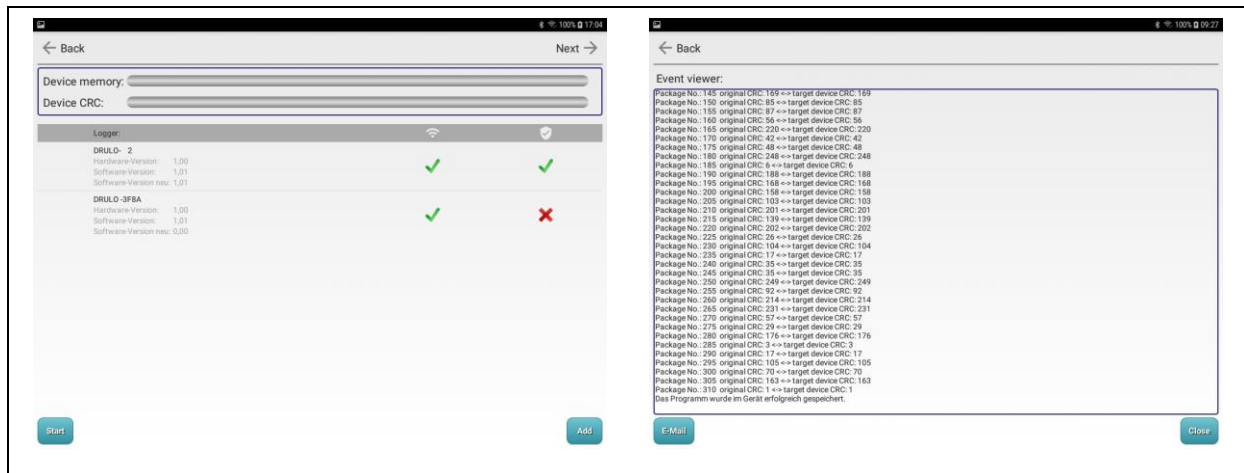 100% 17:04
Back
Next
Device memory:
Device CRC:
Logger:
DRULO- 2
Hardware-Version: 1,00
Software-Version: 1,01
Software-Version neu: 1,01
DRULO -3F8A
Hardware-Version: 1,00
Software-Version: 1,01
Software-Version neu: 0,00
Start
Add
100% 09:27
Back
Event viewer:
Package No.: 145 original CRC: 169 <-> target device CRC: 169
Package No.: 150 original CRC: 85 <-> target device CRC: 85
Package No.: 155 original CRC: 87 <-> target device CRC: 87
Package No.: 160 original CRC: 56 <-> target device CRC: 56
Package No.: 165 original CRC: 220 <-> target device CRC: 220
Package No.: 170 original CRC: 42 <-> target device CRC: 42
Package No.: 175 original CRC: 48 <-> target device CRC: 48
Package No.: 180 original CRC: 248 <-> target device CRC: 248
Package No.: 185 original CRC: 6 <-> target device CRC: 6
Package No.: 190 original CRC: 188 <-> target device CRC: 188
Package No.: 195 original CRC: 168 <-> target device CRC: 168
Package No.: 200 original CRC: 158 <-> target device CRC: 158
Package No.: 205 original CRC: 103 <-> target device CRC: 103
Package No.: 210 original CRC: 201 <-> target device CRC: 201
Package No.: 215 original CRC: 139 <-> target device CRC: 139
Package No.: 220 original CRC: 202 <-> target device CRC: 202
Package No.: 225 original CRC: 26 <-> target device CRC: 26
Package No.: 230 original CRC: 104 <-> target device CRC: 104
Package No.: 235 original CRC: 17 <-> target device CRC: 17
Package No.: 240 original CRC: 35 <-> target device CRC: 35
Package No.: 245 original CRC: 35 <-> target device CRC: 35
Package No.: 250 original CRC: 249 <-> target device CRC: 249
Package No.: 255 original CRC: 92 <-> target device CRC: 92
Package No.: 260 original CRC: 214 <-> target device CRC: 214
Package No.: 265 original CRC: 231 <-> target device CRC: 231
Package No.: 270 original CRC: 57 <-> target device CRC: 57
Package No.: 275 original CRC: 29 <-> target device CRC: 29
Package No.: 280 original CRC: 176 <-> target device CRC: 176
Package No.: 285 original CRC: 3 <-> target device CRC: 3
Package No.: 290 original CRC: 17 <-> target device CRC: 17
Package No.: 295 original CRC: 105 <-> target device CRC: 105
Package No.: 300 original CRC: 70 <-> target device CRC: 70
Package No.: 305 original CRC: 163 <-> target device CRC: 163
Package No.: 310 original CRC: 1 <-> target device CRC: 1
Das Programm wurde im Gerät erfolgreich gespeichert.
E-Mail
Close